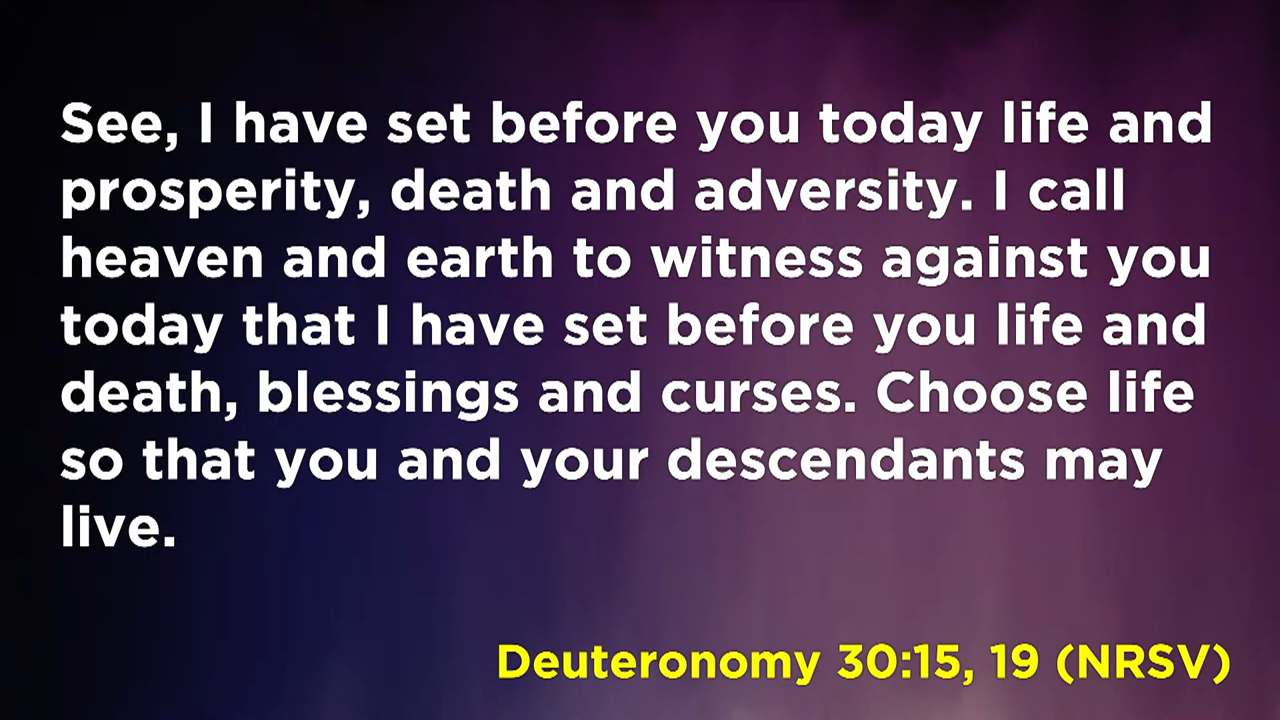 See, I have set before you today life and
prosperity, death and adversity. I call
heaven and earth to witness against you
today that I have set before you life and
death, blessings and curses. Choose life
so that you and your descendants may
live.
Deuteronomy 30:15, 19 (NRSV)